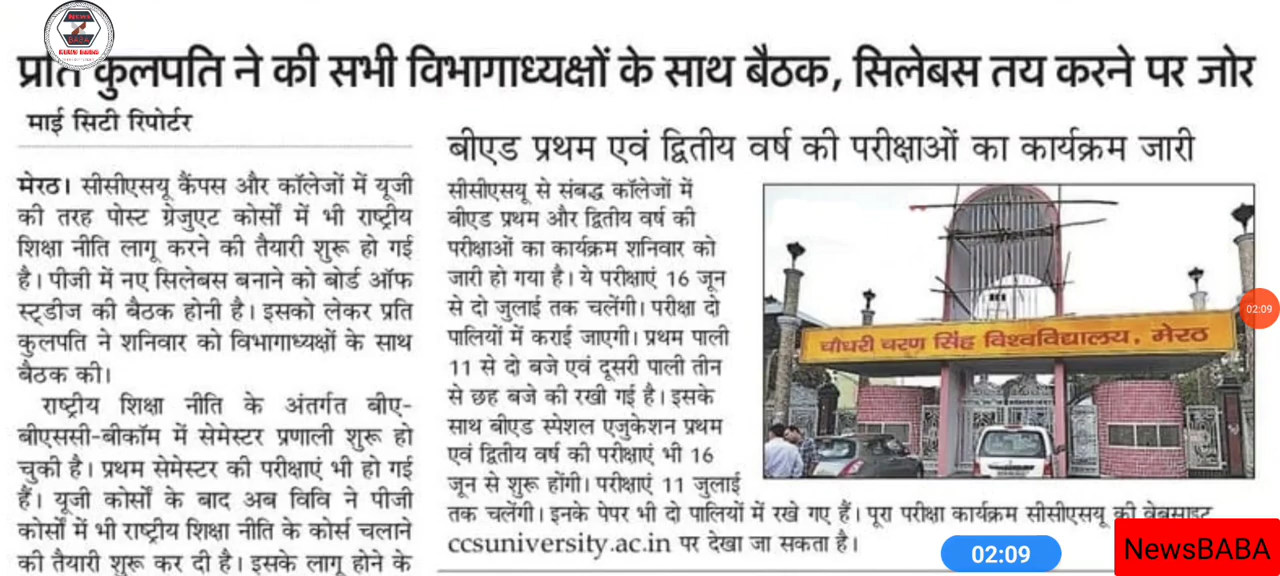 NEWS
BABA
प्रति कुलपति ने की सभी विभागाध्यक्षों के साथ बैठक, सिलेबस तय करने पर जोर
माई सिटी रिपोर्टर
मेरठ। सीसीएसयू कैंपस और कॉलेजों में यूजी
की तरह पोस्ट ग्रेजुएट कोर्सों में भी राष्ट्रीय
शिक्षा नीति लागू करने की तैयारी शुरू हो गई
है। पीजी में नए सिलेबस बनाने को बोर्ड ऑफ
स्टडीज की बैठक होनी है। इसको लेकर प्रति
कुलपति ने शनिवार को विभागाध्यक्षों के साथ
बैठक की।
राष्ट्रीय शिक्षा नीति के अंतर्गत बीए-
बीएससी-बीकॉम में सेमेस्टर प्रणाली शुरू हो
चुकी है। प्रथम सेमेस्टर की परीक्षाएं भी हो गई
हैं। यूजी कोर्सों के बाद अब विवि ने पीजी
कोर्सों में भी राष्ट्रीय शिक्षा नीति के कोर्स चलाने
की तैयारी शुरू कर दी है। इसके लागू होने के
बीएड प्रथम एवं द्वितीय वर्ष की परीक्षाओं का कार्यक्रम जारी
सीसीएसयू से संबद्ध कॉलेजों में
बीएड प्रथम और द्वितीय वर्ष की
परीक्षाओं का कार्यक्रम शनिवार को
जारी हो गया है। ये परीक्षाएं 16 जून
से दो जुलाई तक चलेंगी। परीक्षा दो
पालियों में कराई जाएगी। प्रथम पाली
11 से दो बजे एवं दूसरी पाली तीन
से छह बजे की रखी गई है। इसके
साथ बीएड स्पेशल एजुकेशन प्रथम
एवं द्वितीय वर्ष की परीक्षाएं भी 16
जून से शुरू होंगी। परीक्षाएं 11 जुलाई
तक चलेंगी। इनके पेपर भी दो पालियों में रखे गए हैं। पूरा परीक्षा कार्यक्रम सीसीएसयू की वेबसाइट
ccsuniversity.ac.in पर देखा जा सकता है।
चौधरी चरण सिंह विश्वविद्यालय, मेरठ
02:09
02:09
NewsBABA